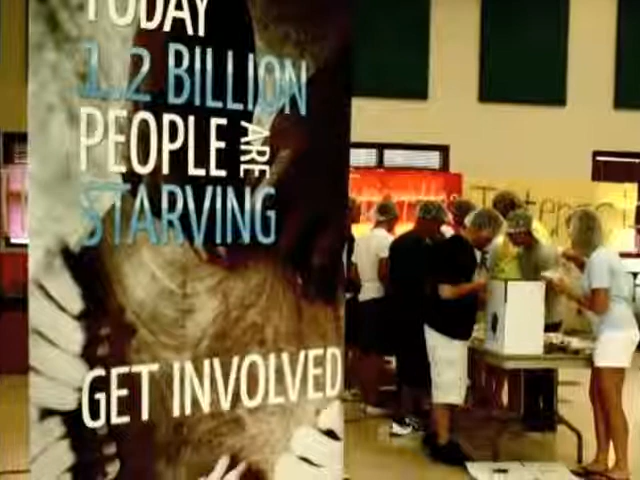 TODAY
1.2 BILLION
PEOPLE ARE
STARVING
GET INVOLVED